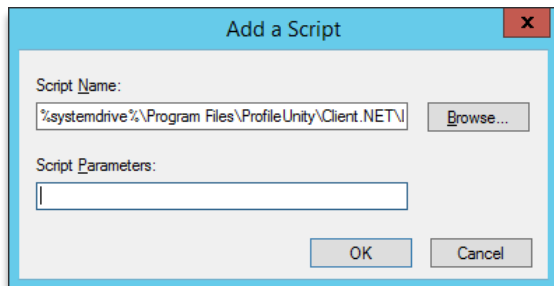 Add a Script
x
Script Name:
%systemdrive%\Program Files\ProfileUnity\Client.NET\
Browse...
Script Parameters:
OK
Cancel